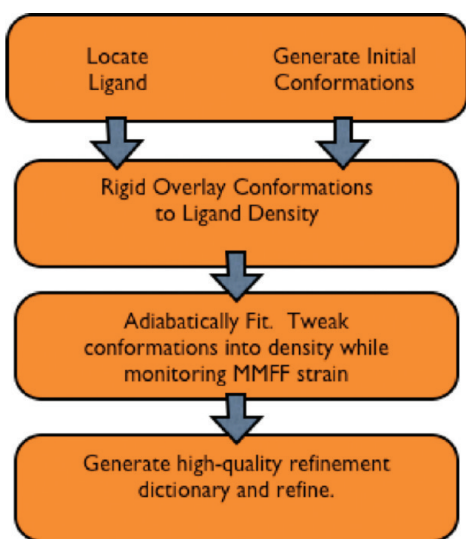 Locate
Ligand
Generate Initial
Conformations
Rigid Overlay Conformations
to Ligand Density
Adiabatically Fit. Tweak
conformations into density while
monitoring MMFF strain
Generate high-quality refinement
dictionary and refine.